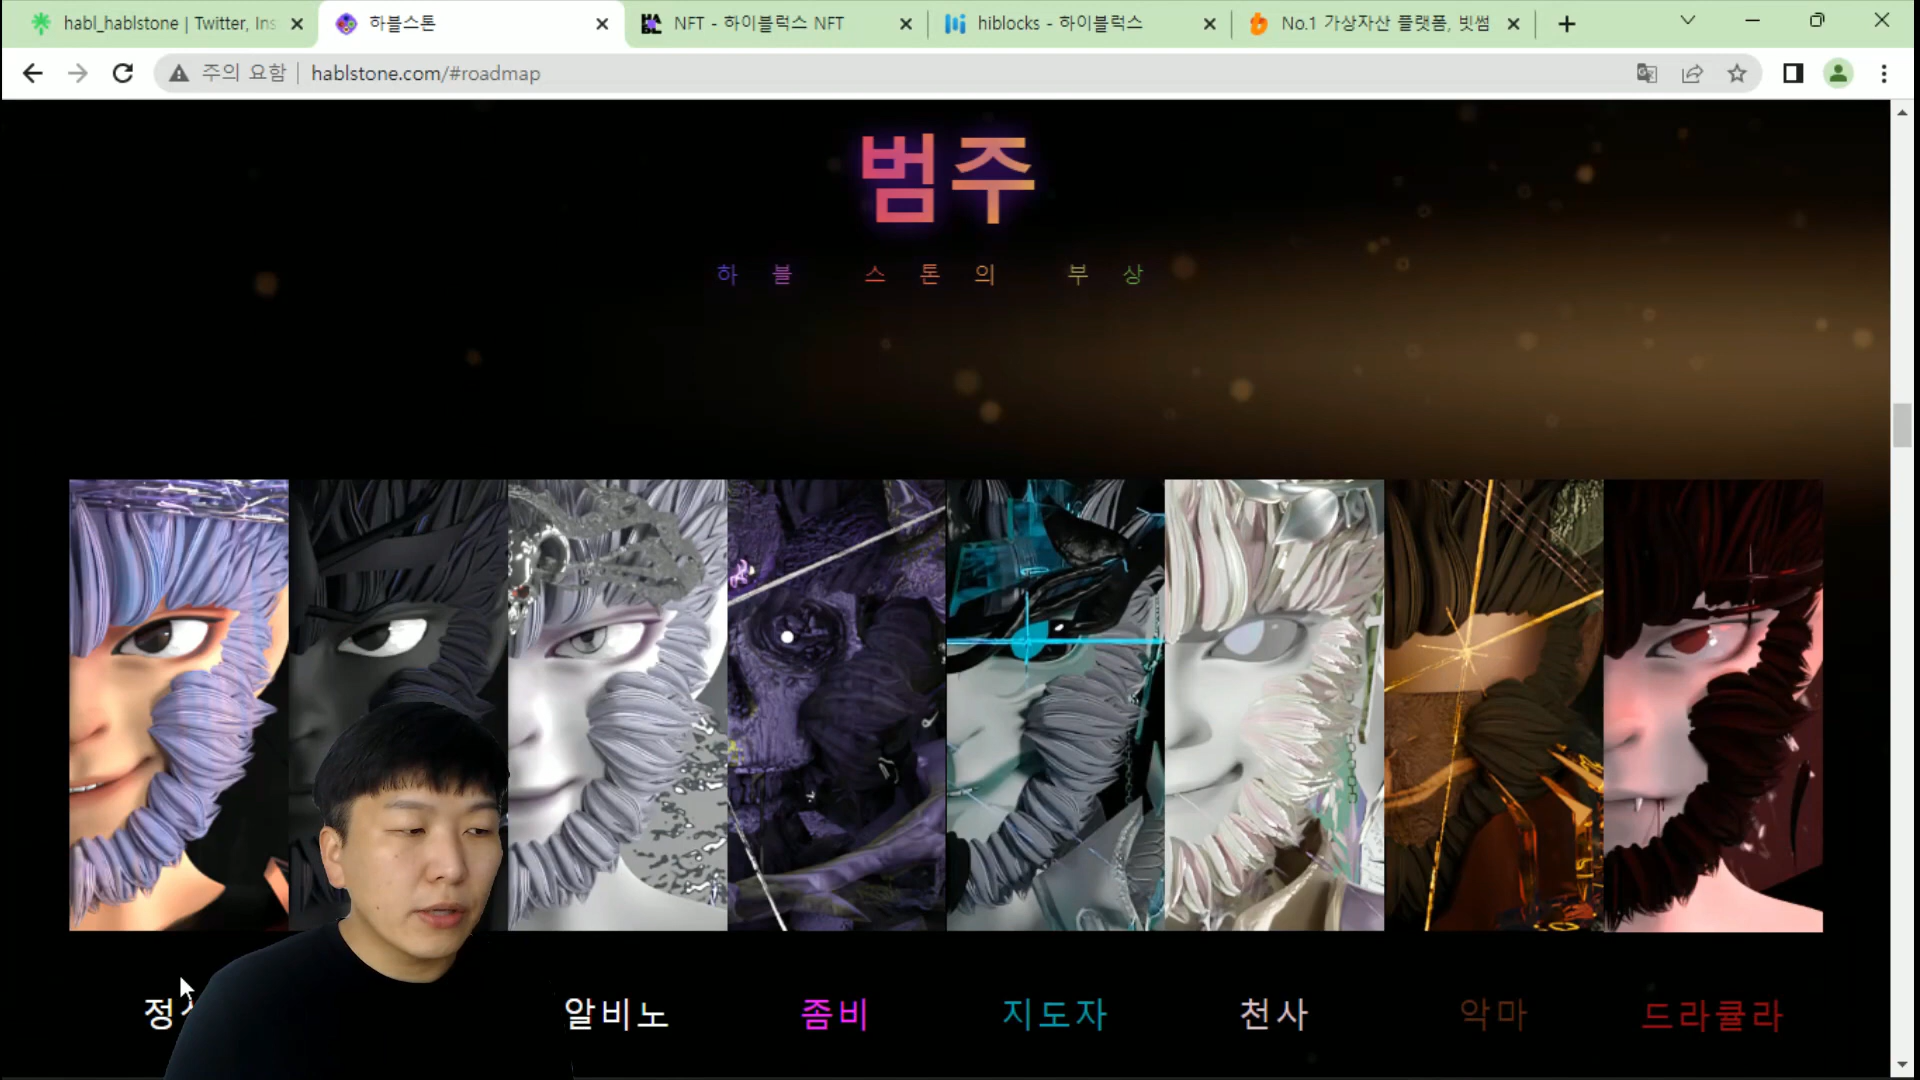 habl_hablstone | Twitter, Ins
하블스톤
NFT - 하이블럭스 NFT
hiblocks - 하이블럭스
No.1 가상자산 플랫폼, 빗썸
주의 요함
hablstone.com/#roadmap
범주
하블 스톤의 부상
알비노
좀비
지도자
천사
악마
드라큘라